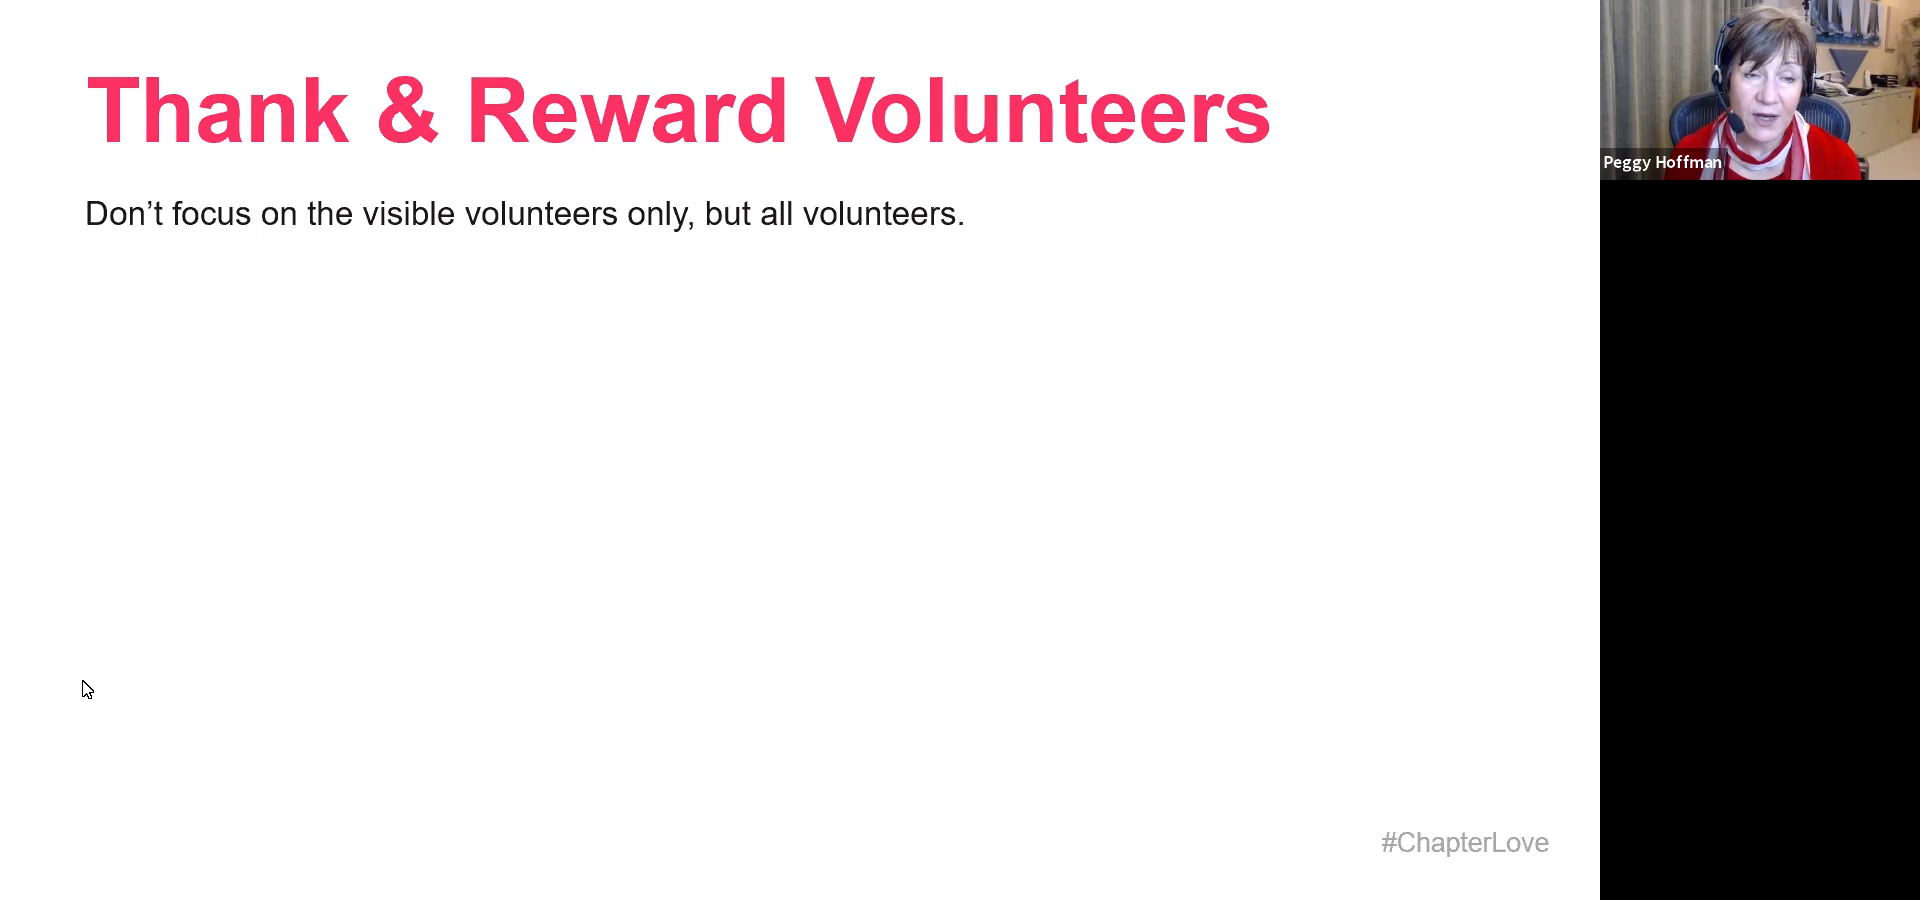 Thank & Reward Volunteers
Don’t focus on the visible volunteers only, but all volunteers.
Peggy Hoffman
#ChapterLove